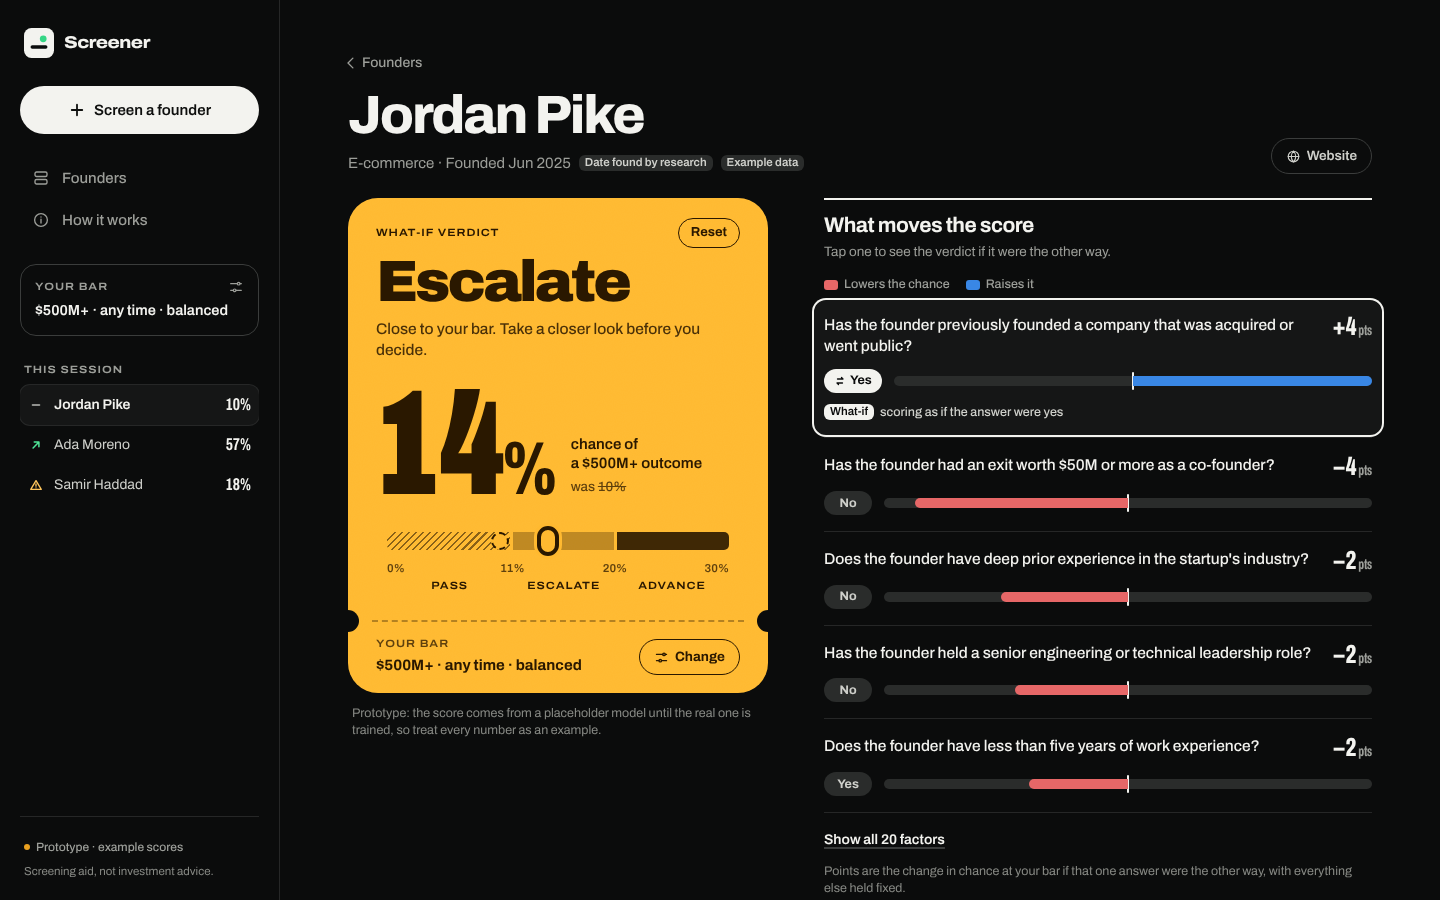 Screener
Screen a founder
Founders
How it works
YOUR BAR
$500M+ · any time · balanced
THIS SESSION
Jordan Pike 10%
Ada Moreno 57%
Samir Haddad 18%
Prototype · example scores
Screening aid, not investment advice.
Founders
Jordan Pike
E-commerce · Founded Jun 2025 Date found by research Example data
Website
WHAT-IF VERDICT
Reset
Escalate
Close to your bar. Take a closer look before you
decide.
14%
chance of
a $500M+ outcome
was 10%
0% 11% 20% 30%
PASS ESCALATE ADVANCE
YOUR BAR
$500M+ · any time · balanced
Change
Prototype: the score comes from a placeholder model until the real one is
trained, so treat every number as an example.
What moves the score
Tap one to see the verdict if it were the other way.
Lowers the chance Raises it
Has the founder previously founded a company that was acquired or
went public?
+4 pts
Yes
What-if scoring as if the answer were yes
Has the founder had an exit worth $50M or more as a co-founder? −4 pts
No
Does the founder have deep prior experience in the startup's industry? −2 pts
No
Has the founder held a senior engineering or technical leadership role? −2 pts
No
Does the founder have less than five years of work experience? −2 pts
Yes
Show all 20 factors
Points are the change in chance at your bar if that one answer were the other way, with everything
else held fixed.